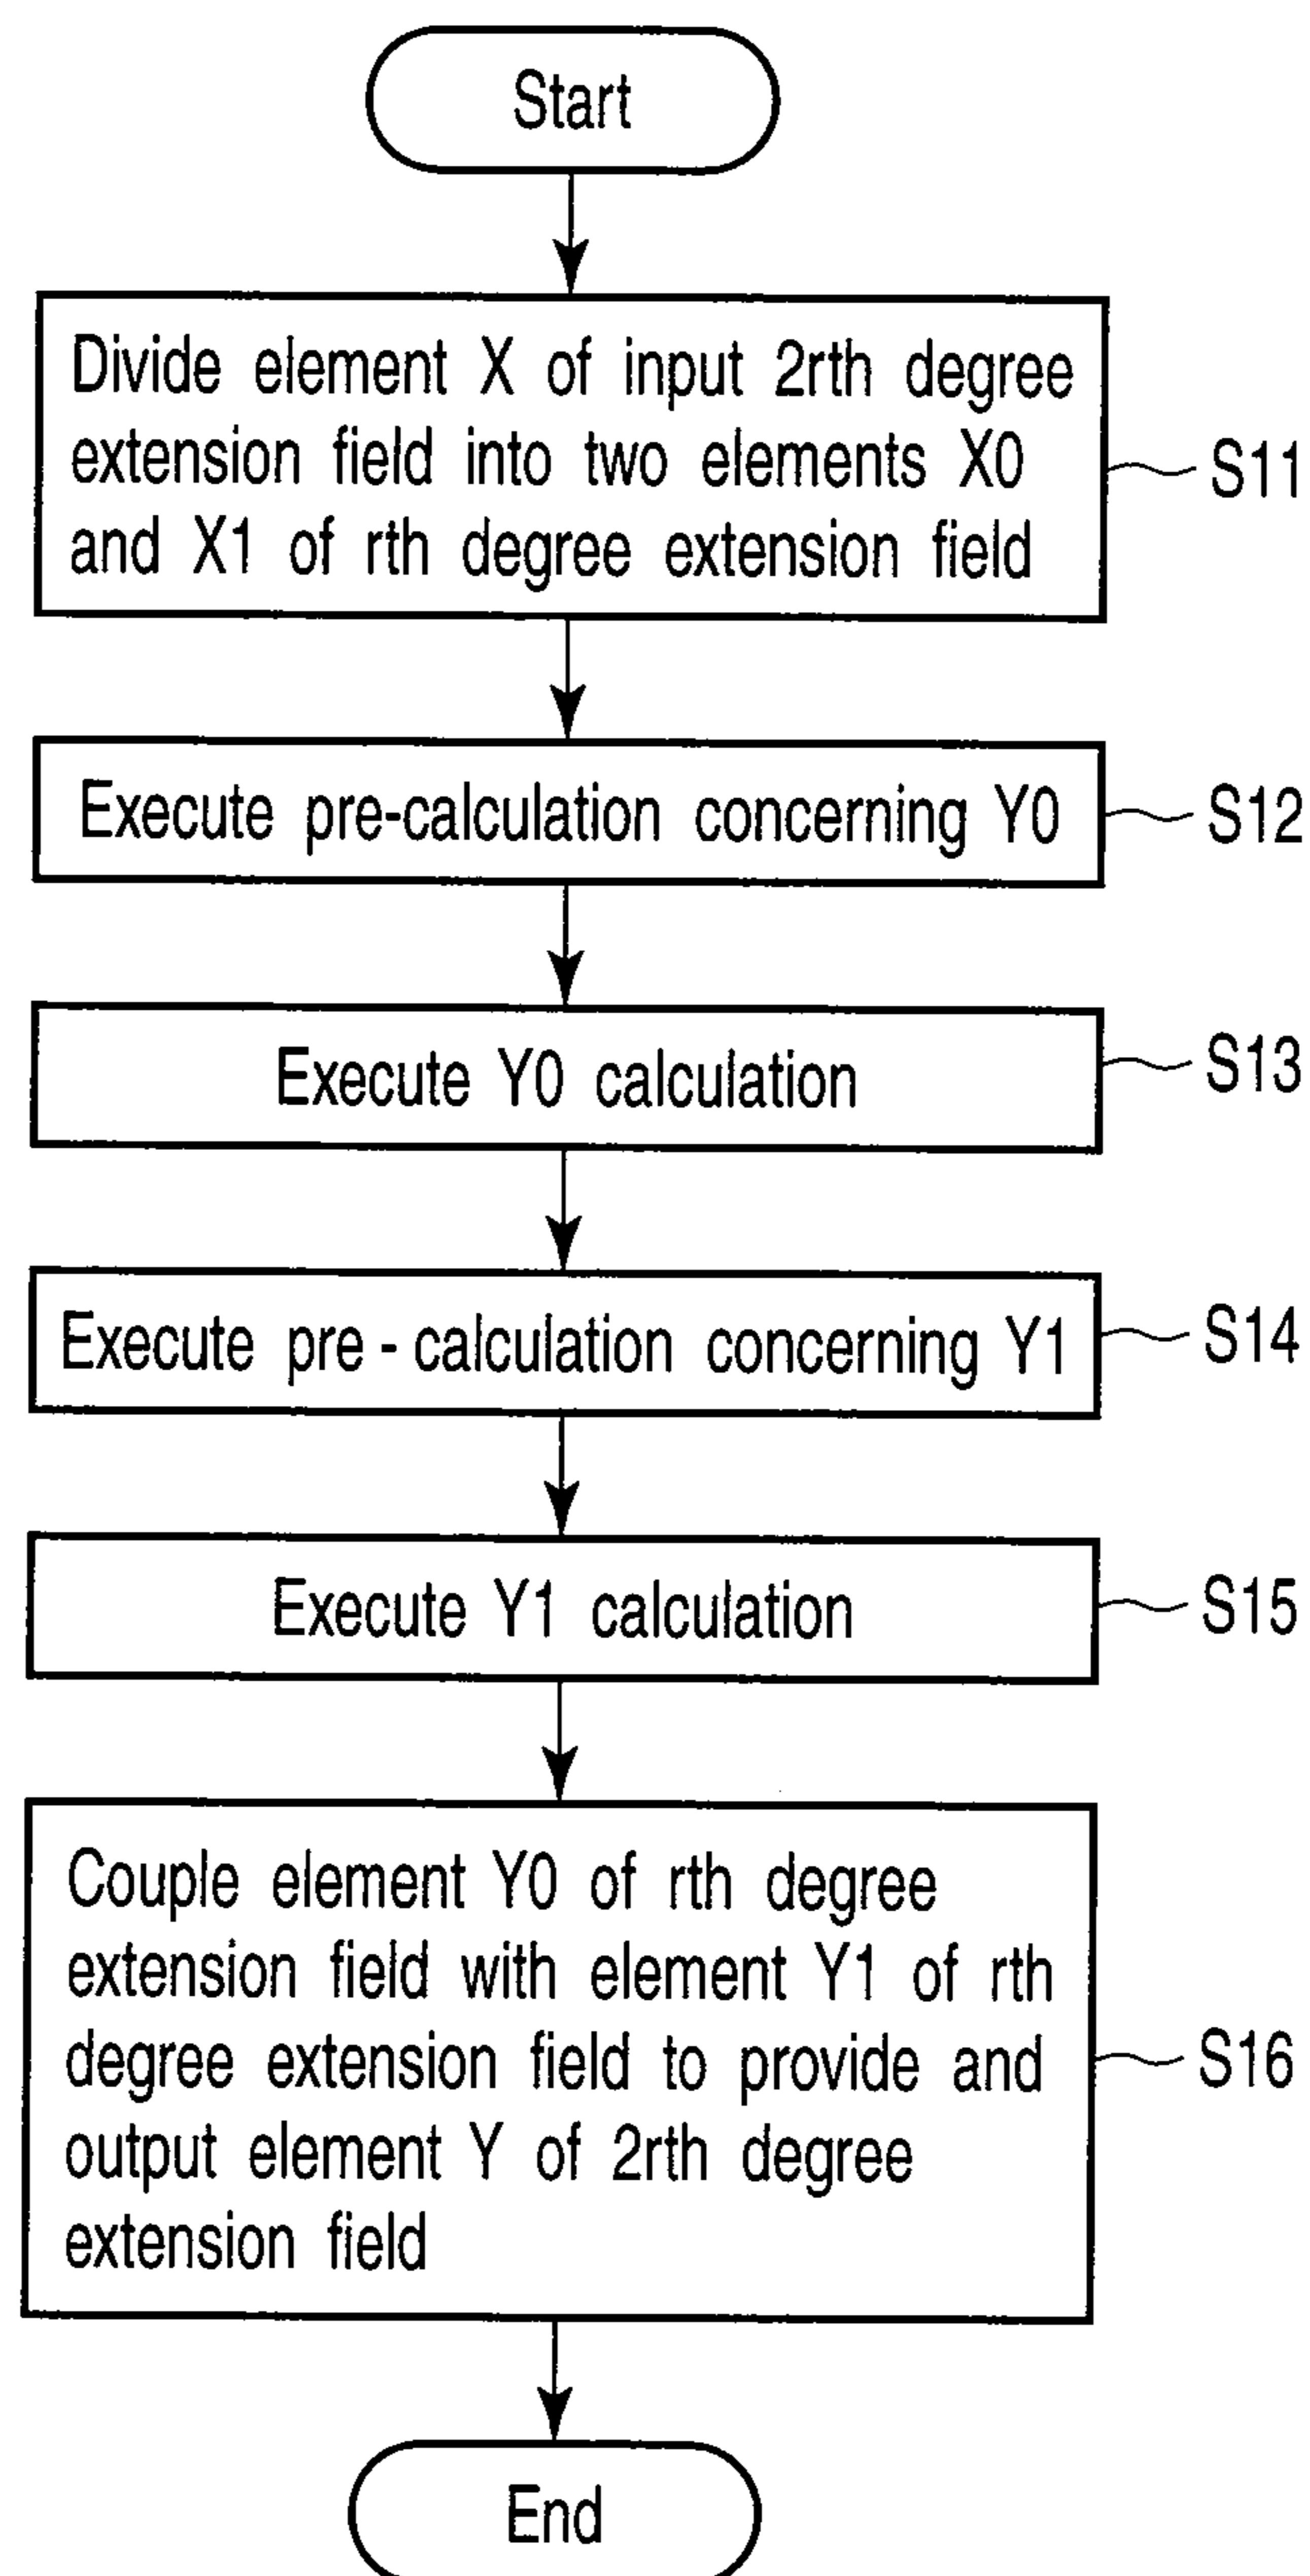 Start
Divide element X of input 2rth degree
extension field into two elements X0
and X1 of rth degree extension field
S11
Execute pre-calculation concerning Y0
S12
Execute Y0 calculation
S13
Execute pre - calculation concerning Y1
S14
Execute Y1 calculation
S15
Couple element Y0 of rth degree
extension field with element Y1 of rth
degree extension field to provide and
output element Y of 2rth degree
extension field
S16
End